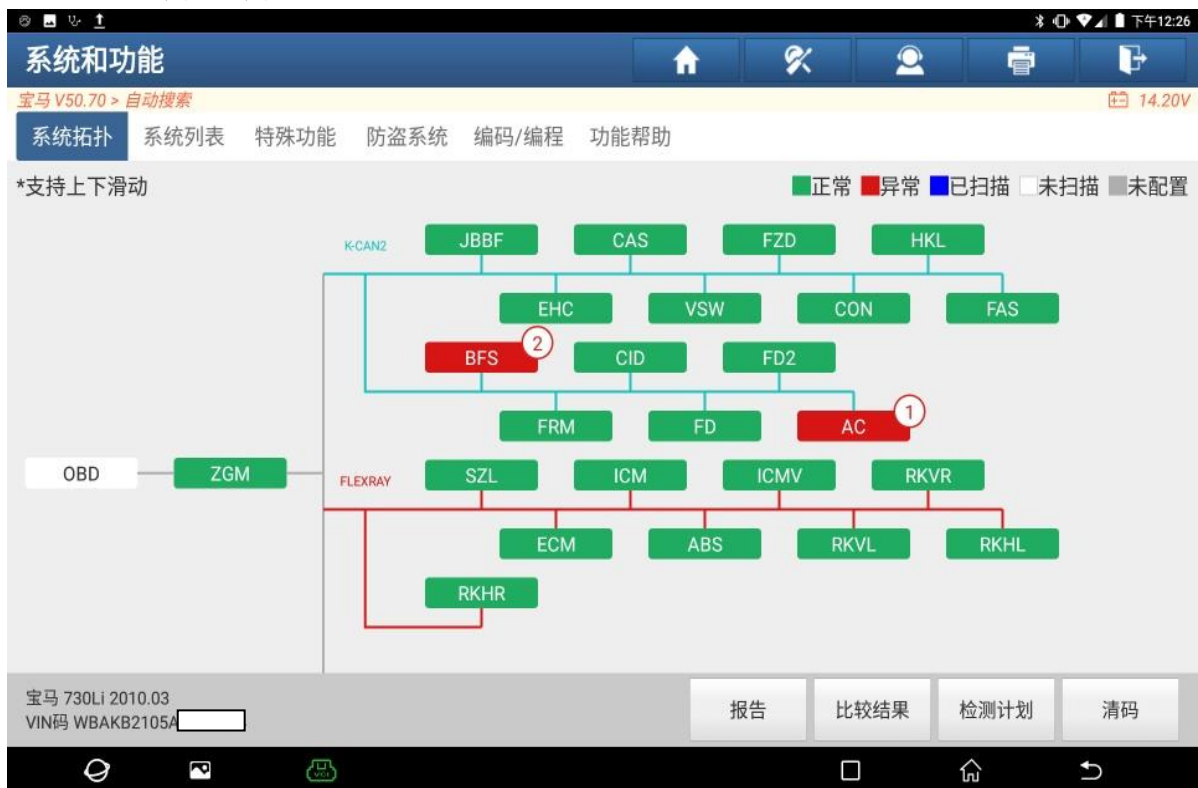 下午12:26
系统和功能
宝马 V50.70 > 自动搜索 14.20V
系统拓扑 系统列表 特殊功能 防盗系统 编码/编程 功能帮助
*支持上下滑动 正常 异常 已扫描 未扫描 未配置
K-CAN2 JBBF CAS FZD HKL
EHC VSW CON FAS
BFS 2 CID FD2
FRM FD AC 1
OBD ZGM FLEXRAY SZL ICM ICMV RKVR
ECM ABS RKVL RKHL
RKHR
宝马 730Li 2010.03
VIN码 WBAKB2105A
报告 比较结果 检测计划 清码
VCI